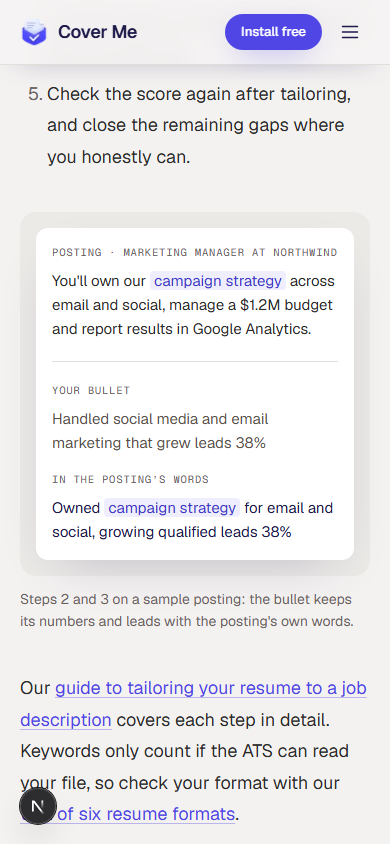 Cover Me
Install free
5. Check the score again after tailoring,
and close the remaining gaps where
you honestly can.
POSTING · MARKETING MANAGER AT NORTHWIND
You'll own our campaign strategy across
email and social, manage a $1.2M budget
and report results in Google Analytics.
YOUR BULLET
Handled social media and email
marketing that grew leads 38%
IN THE POSTING'S WORDS
Owned campaign strategy for email and
social, growing qualified leads 38%
Steps 2 and 3 on a sample posting: the bullet keeps
its numbers and leads with the posting's own words.
Our guide to tailoring your resume to a job
description covers each step in detail.
Keywords only count if the ATS can read
your file, so check your format with our
N of six resume formats.